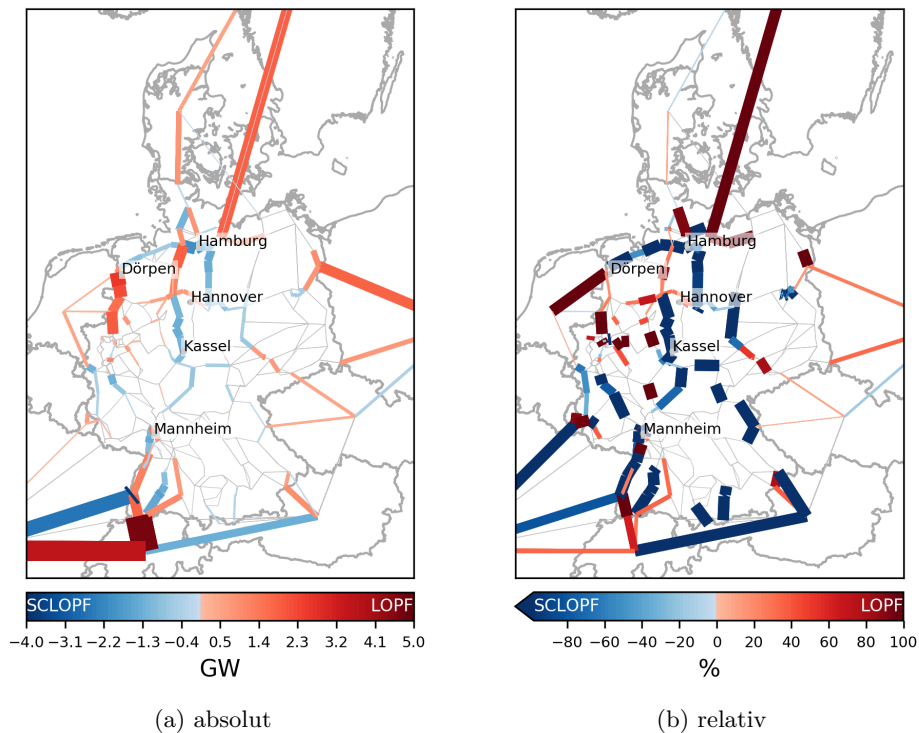 Hamburg
Dörpen
Hannover
Kassel
Mannheim
SCLOPF LOPF
−4.0 −3.1 −2.2 −1.3 −0.4 0.5 1.4 2.3 3.2 4.1 5.0
GW
(a) absolut
Hamburg
Dörpen
Hannover
Kassel
Mannheim
SCLOPF LOPF
−80 −60 −40 −20 0 20 40 60 80 100
%
(b) relativ